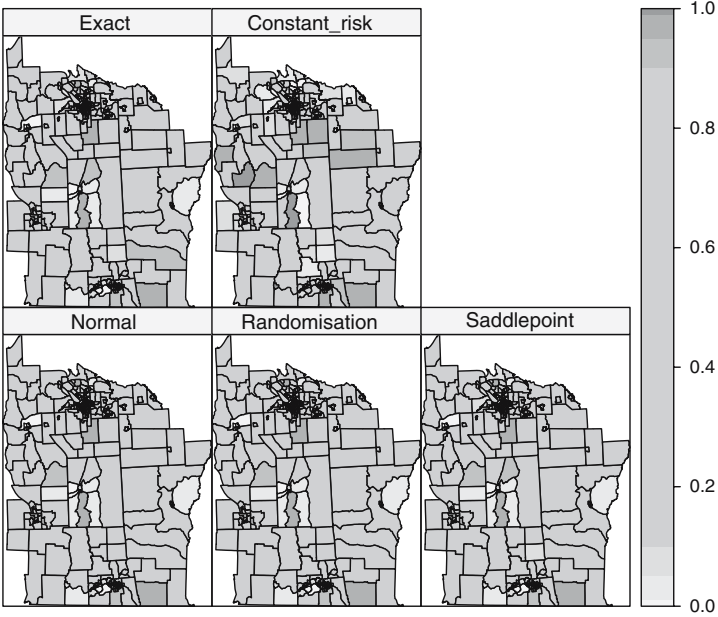 Exact
Constant_risk
Normal
Randomisation
Saddlepoint
1.0
0.8
0.6
0.4
0.2
0.0